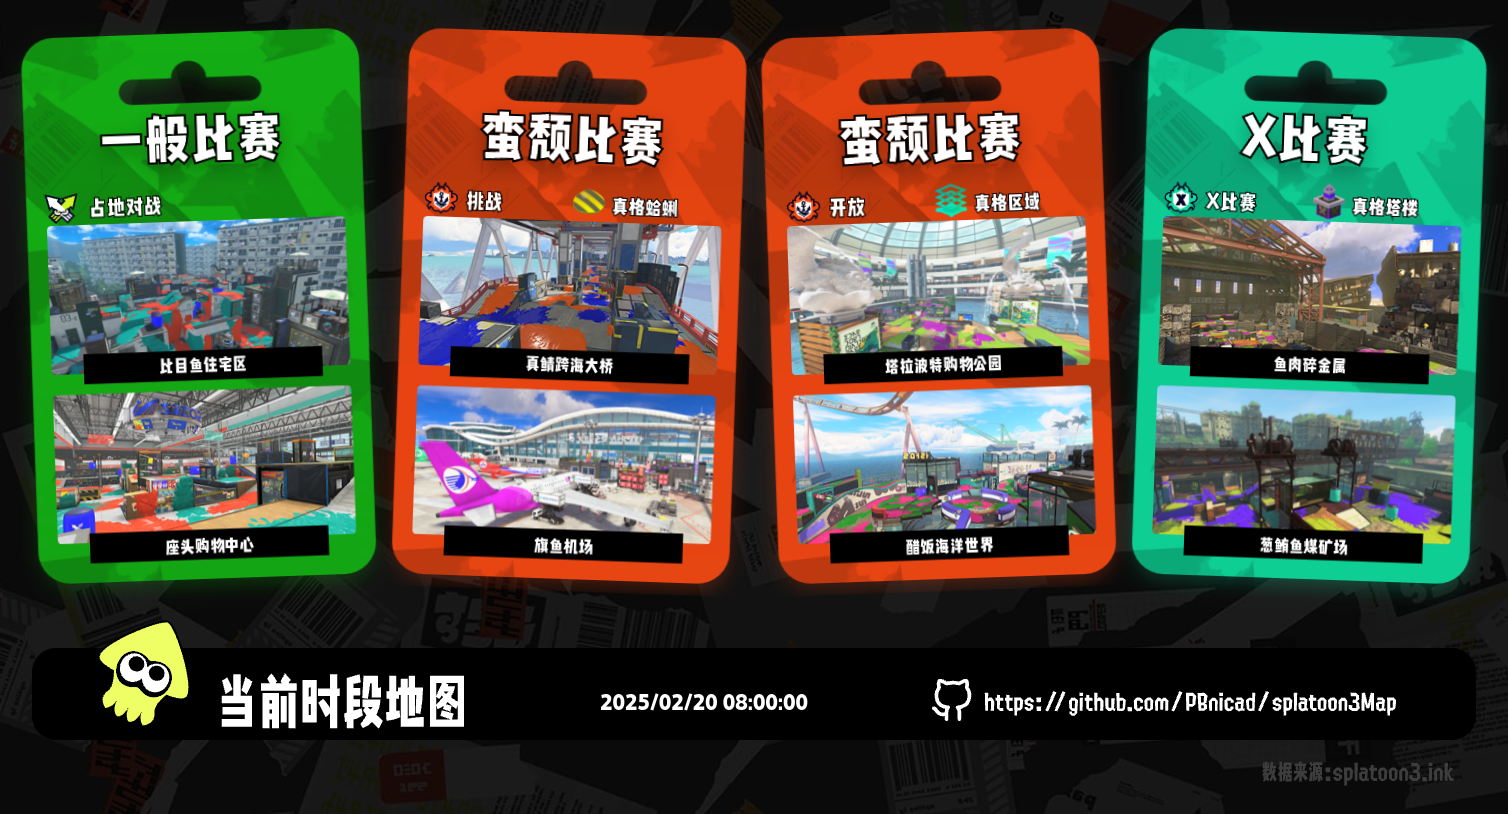 一般比赛
占地对战
比目鱼住宅区
座头购物中心
蛮颓比赛
挑战
真格蛤蜊
真鲭跨海大桥
旗鱼机场
蛮颓比赛
开放
真格区域
塔拉波特购物公园
醋饭海洋世界
X比赛
X比赛
真格塔楼
鱼肉碎金属
葱鲔鱼煤矿场
当前时段地图
2025/02/20 08:00:00
https://github.com/PBnicad/splatoon3Map
数据来源:splatoon3.ink